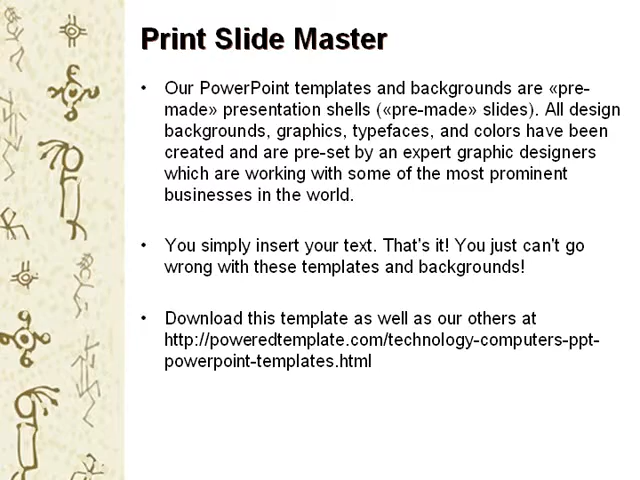 Print Slide Master
• Our PowerPoint templates and backgrounds are «pre-
made» presentation shells («pre-made» slides). All design
backgrounds, graphics, typefaces, and colors have been
created and are pre-set by an expert graphic designers
which are working with some of the most prominent
businesses in the world.
• You simply insert your text. That's it! You just can't go
wrong with these templates and backgrounds!
• Download this template as well as our others at
http://poweredtemplate.com/technology-computers-ppt-
powerpoint-templates.html